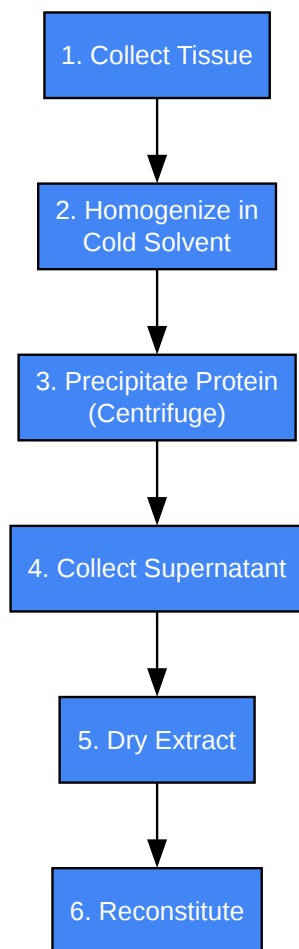 1. Collect Tissue
2. Homogenize in
Cold Solvent
3. Precipitate Protein
(Centrifuge)
4. Collect Supernatant
5. Dry Extract
6. Reconstitute